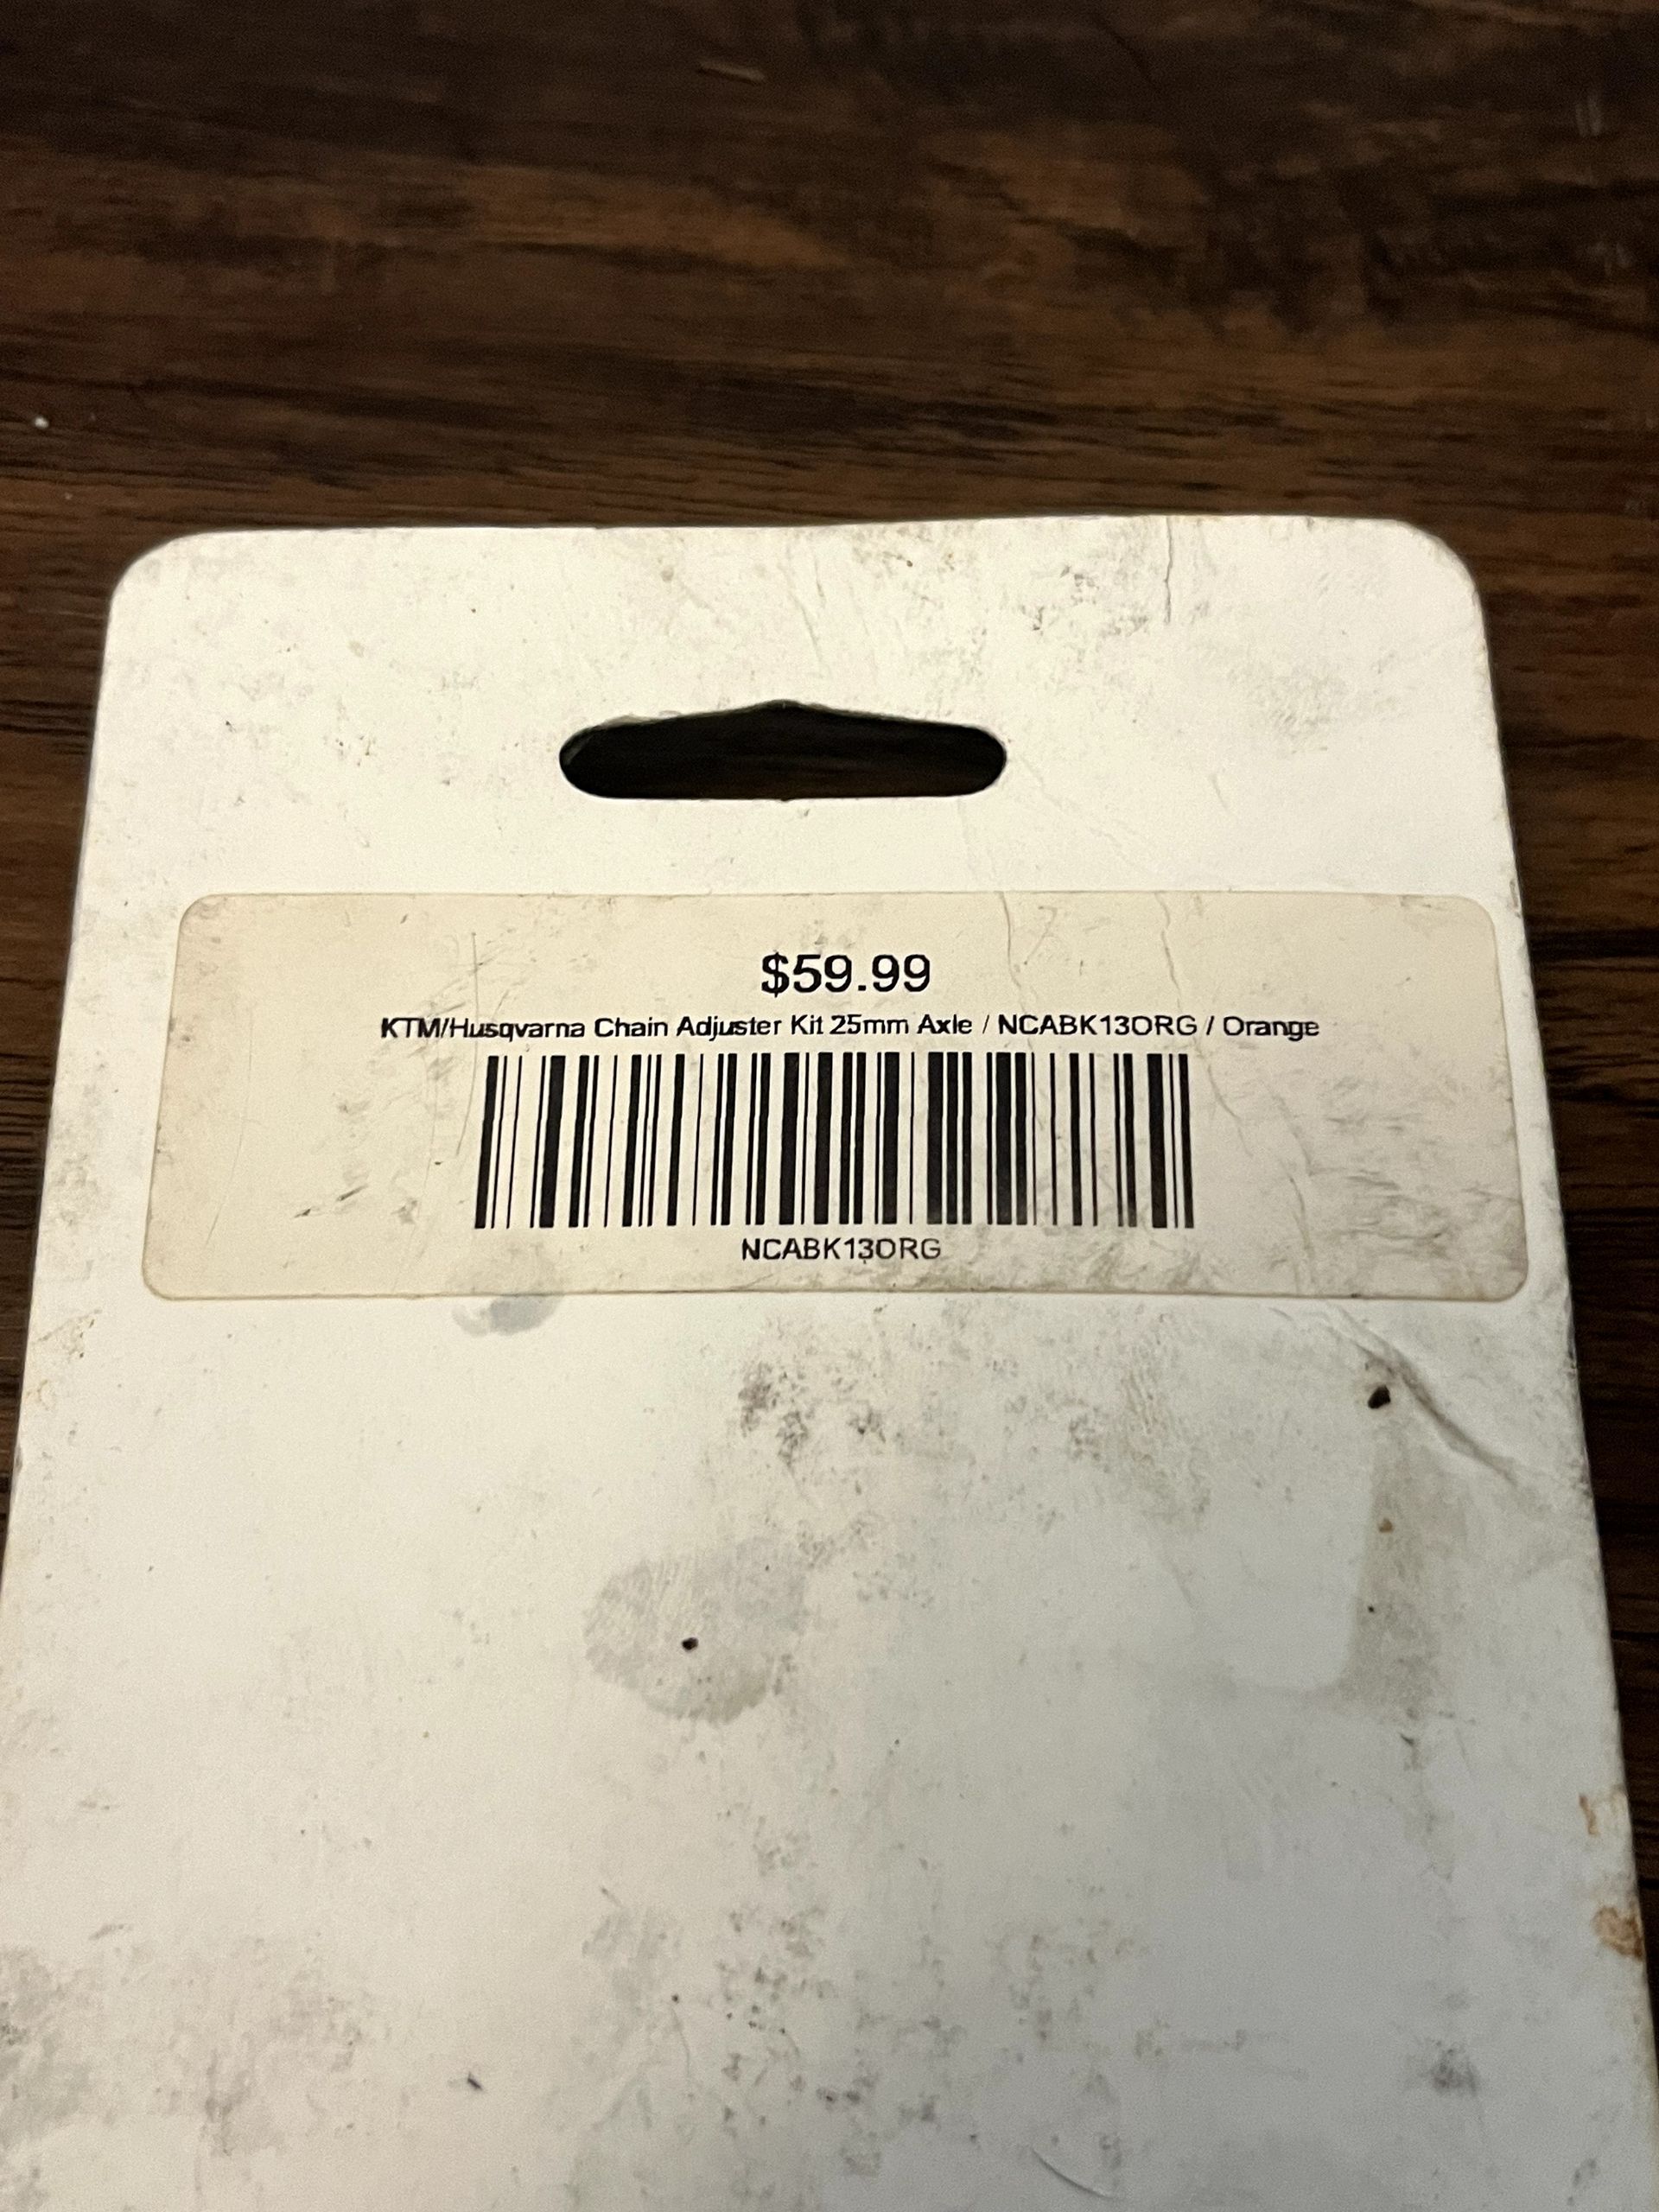 $59.99
KTM/Husqvarna Chain Adjuster Kit 25mm Axle / NCABK13ORG / Orange
NCABK13ORG